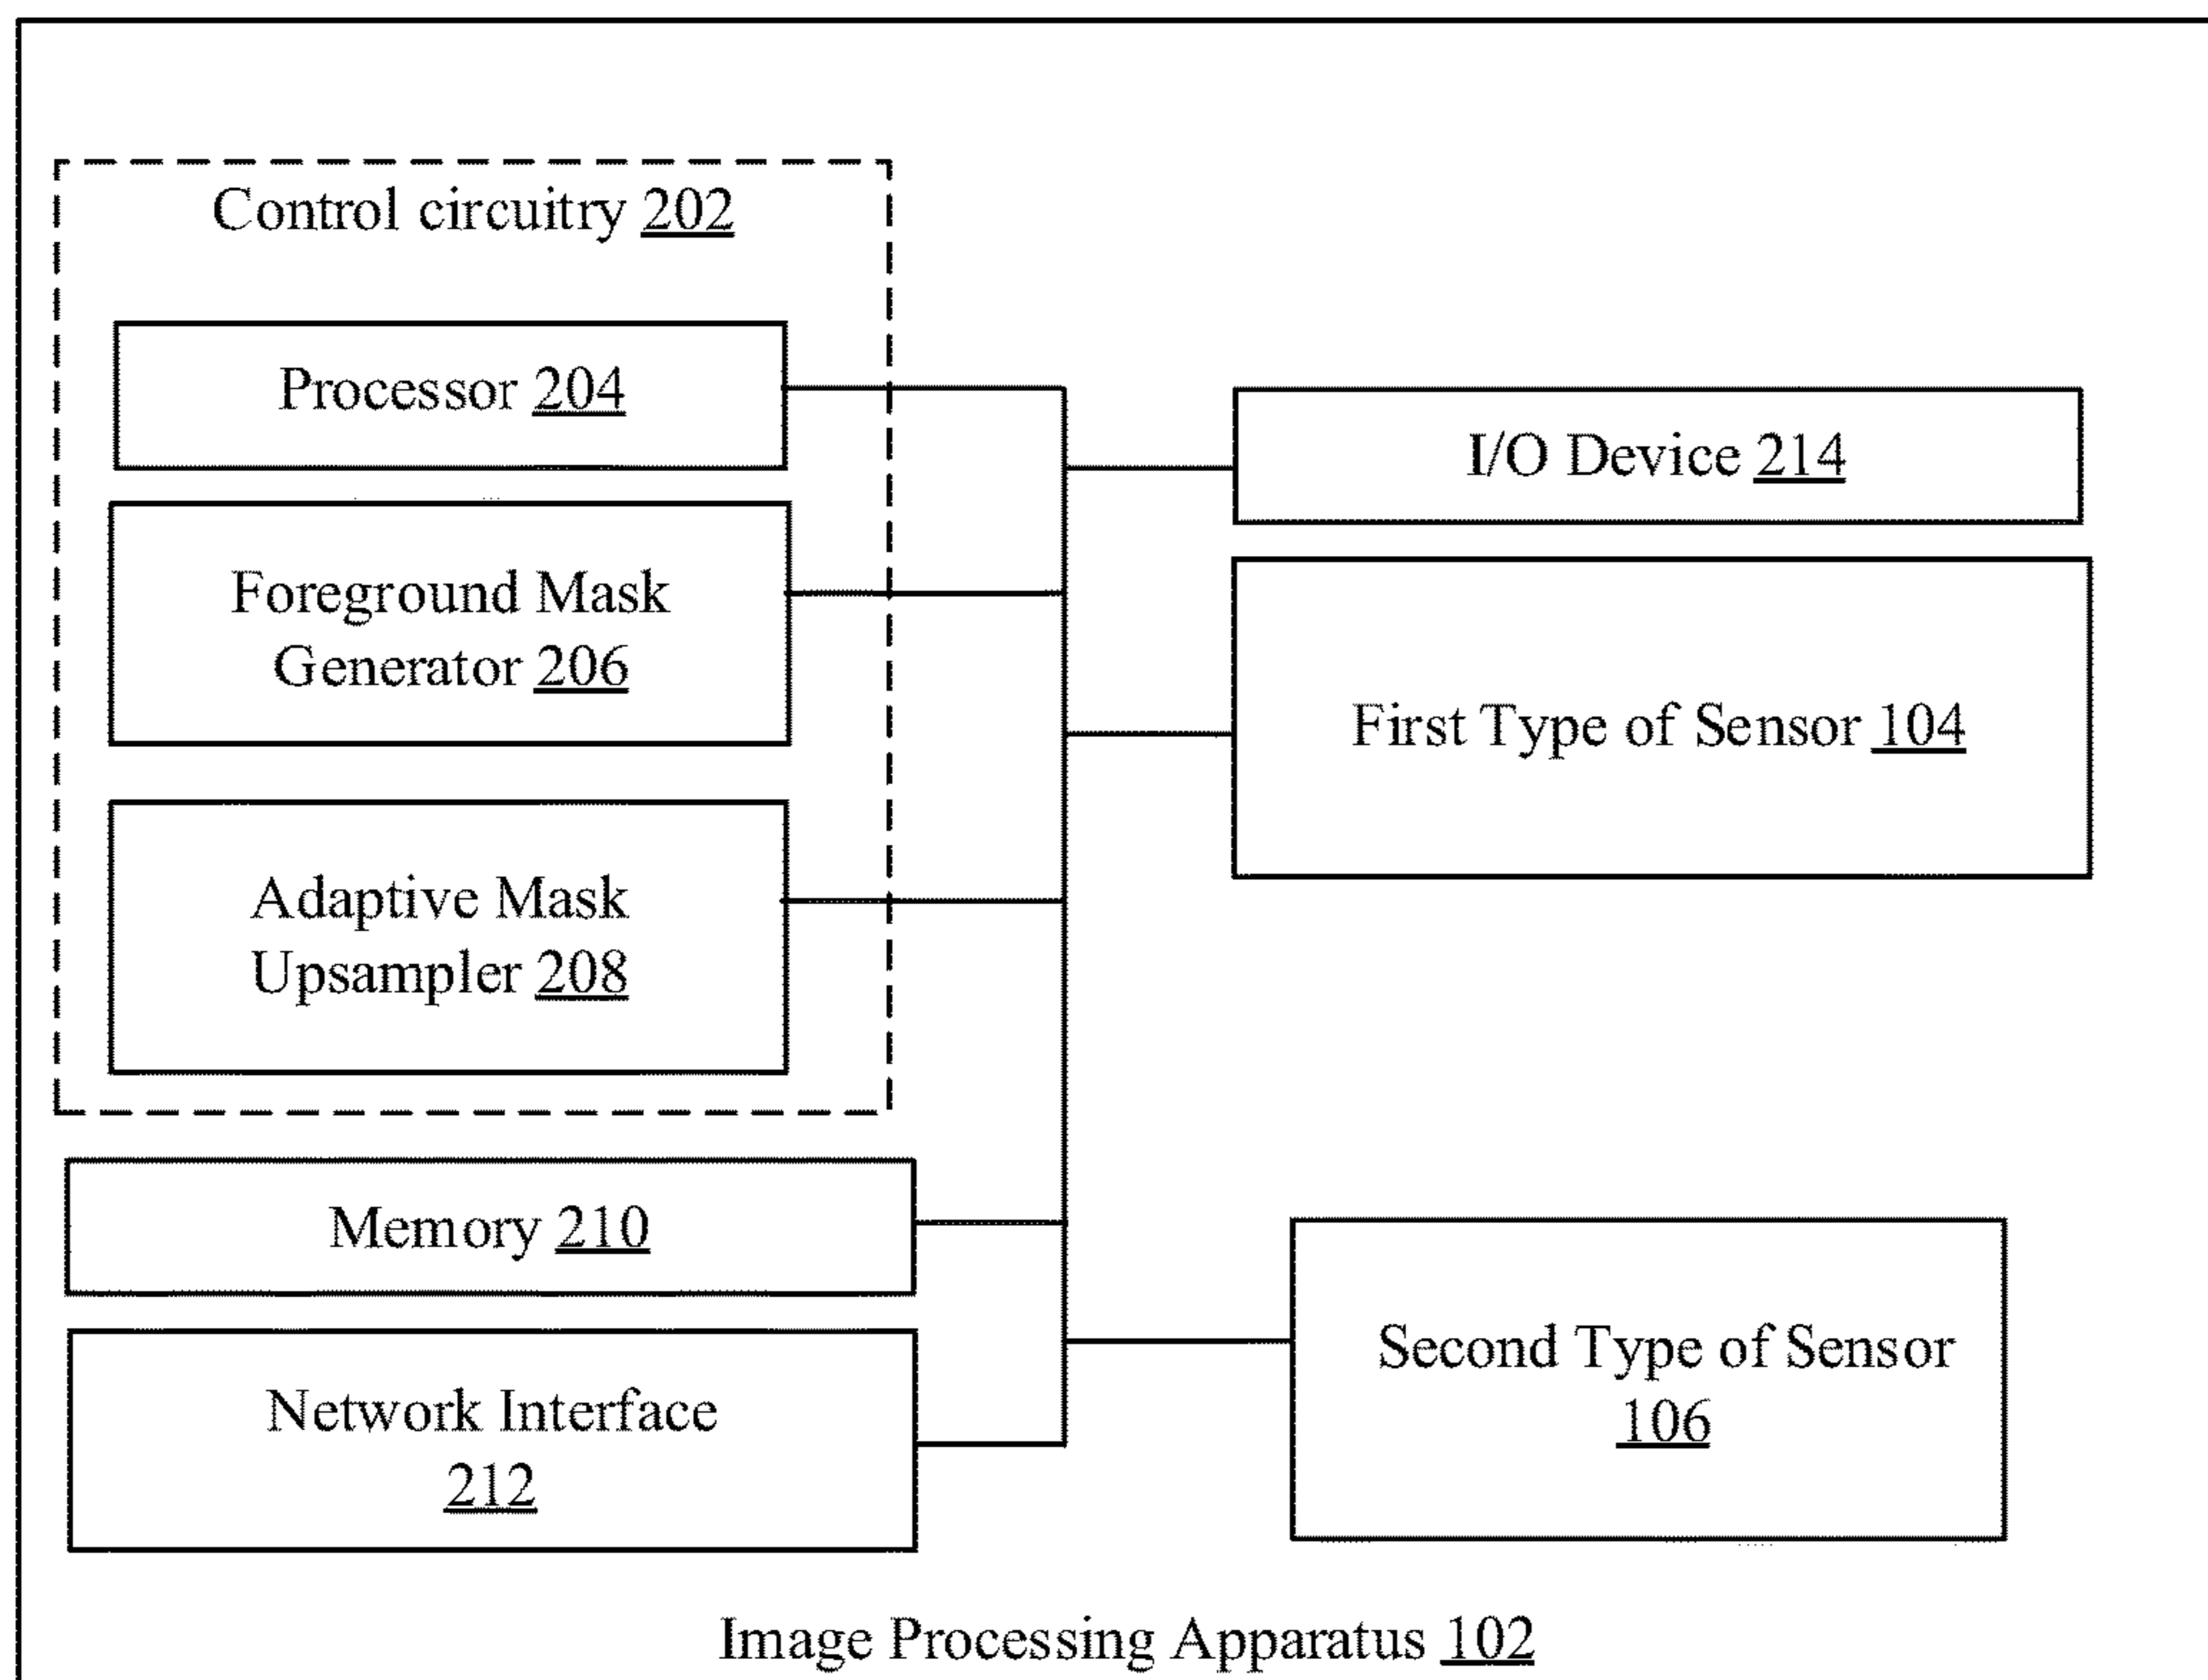 Control circuitry 202
Processor 204
Foreground Mask
Generator 206
Adaptive Mask
Upsampler 208
Memory 210
Network Interface
212
I/O Device 214
First Type of Sensor 104
Second Type of Sensor
106
Image Processing Apparatus 102